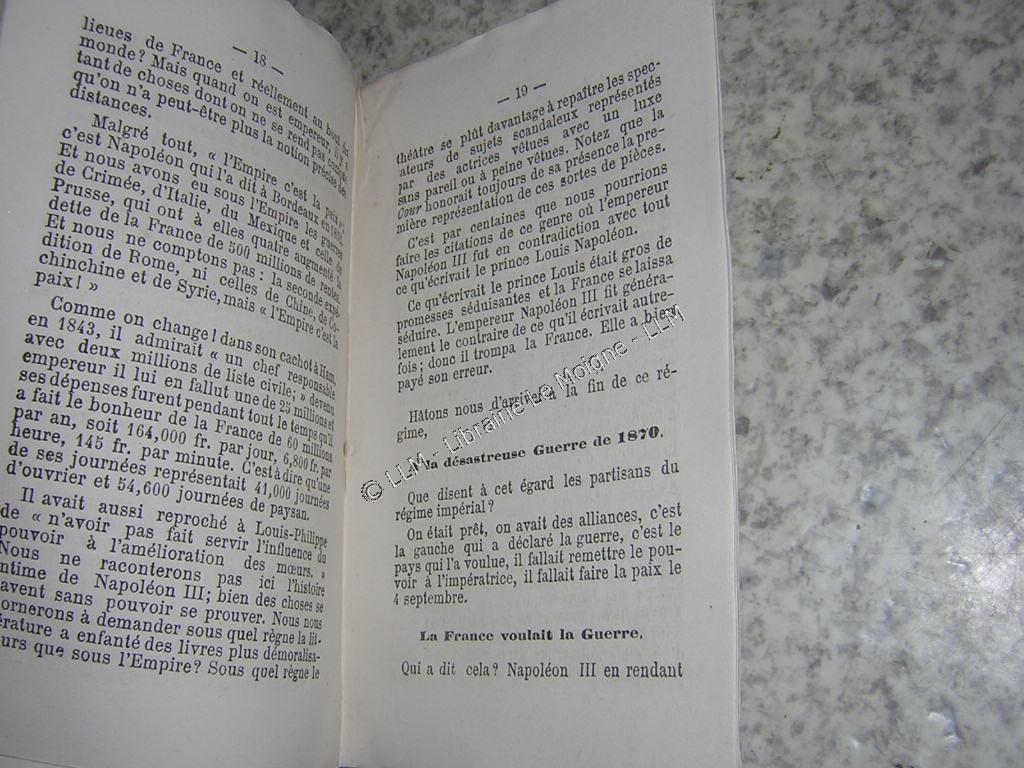 — 18 —
lieues de France et réellement au bout du
monde? Mais quand on est empereur, il y a
tant de choses dont on ne se rend pas compte
qu'on n'a peut-être plus la notion précise des
distances.
Malgré tout, « l'Empire c'est la paix »,
c'est Napoléon qui l'a dit à Bordeaux en
Et nous avons eu sous l'Empire les guerres
de Crimée, d'Italie, du Mexique et celle de
Prusse, qui ont à elles quatre augmenté la
dette de la France de 500 millions de rentes.
Et nous ne comptons pas : la seconde expé-
dition de Rome, ni celles de Chine, de Co-
chinchine et de Syrie, mais « l'Empire c'est la
paix! »
Comme on change! dans son cachot à Ham,
en 1843, il admirait « un chef responsable
avec deux millions de liste civile; » devenu
empereur il lui en fallut une de 25 millions et
ses dépenses furent pendant tout le temps qu'il
a fait le bonheur de la France de 60 millions
par an, soit 164,000 fr. par jour, 6,800 fr. par
heure, 145 fr. par minute. C'est à dire qu'une
de ses journées représentait 41,000 journées
d'ouvrier et 54,600 journées de paysan.
Il avait aussi reproché à Louis-Philippe
de « n'avoir pas fait servir l'influence du
pouvoir à l'amélioration des mœurs. »
Nous ne raconterons pas ici l'histoire
ntime de Napoléon III; bien des choses se
avent sans pouvoir se prouver. Nous nous
ornerons à demander sous quel règne la lit-
érature a enfanté des livres plus démoralisa-
urs que sous l'Empire? Sous quel règne le
— 19 —
théâtre se plût davantage à repaître les spec-
ateurs de sujets scandaleux représentés
par des actrices vêtues avec un luxe
sans pareil ou à peine vêtues. Notez que la
Cour honorait toujours de sa présence la pre-
mière représentation de ces sortes de pièces.
C'est par centaines que nous pourrions
faire les citations de ce genre où l'empereur
Napoléon III fut en contradiction avec tout
ce qu'écrivait le prince Louis Napoléon.
Ce qu'écrivait le prince Louis était gros de
promesses séduisantes et la France se laissa
séduire. L'empereur Napoléon III fit généra-
lement le contraire de ce qu'il écrivait autre-
fois; donc il trompa la France. Elle a bien
payé son erreur.
Hâtons nous d'arriver à la fin de ce ré-
gime,
la désastreuse Guerre de 1870.
Que disent à cet égard les partisans du
régime impérial?
On était prêt, on avait des alliances, c'est
la gauche qui a déclaré la guerre, c'est le
pays qui l'a voulue, il fallait remettre le pou-
voir à l'impératrice, il fallait faire la paix le
4 septembre.
La France voulait la Guerre.
Qui a dit cela? Napoléon III en rendant
© LLM - Librairie Le Moigne - LLM